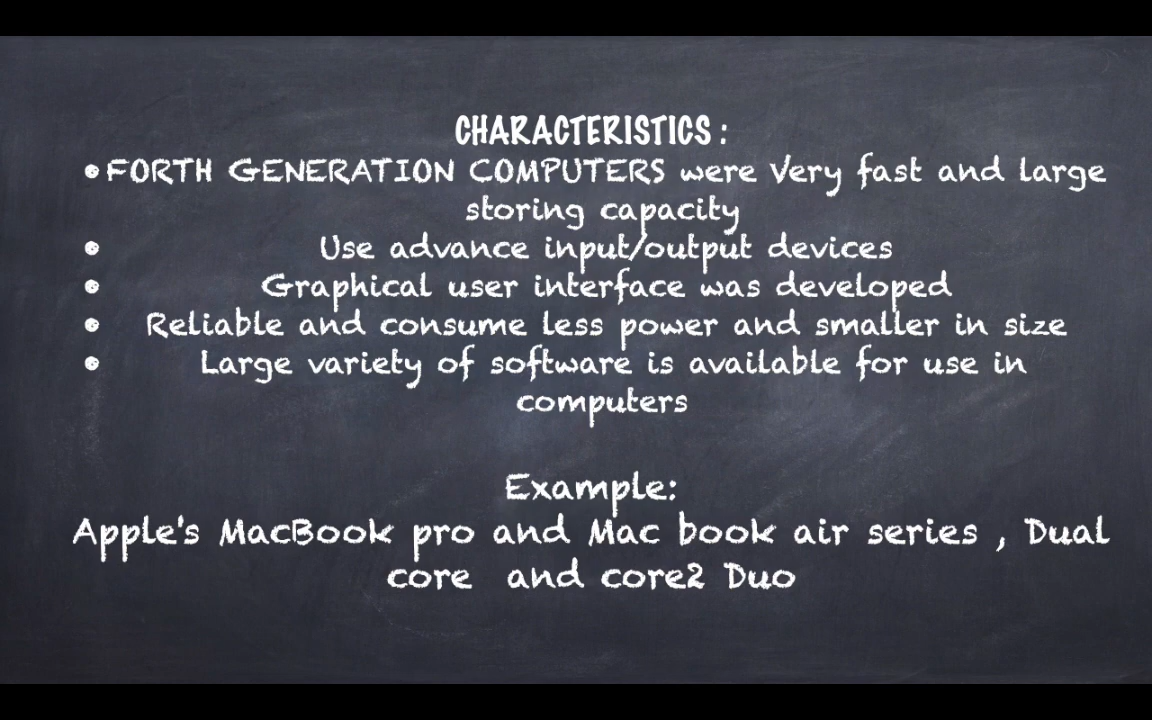 CHARACTERISTICS :
• FORTH GENERATION COMPUTERS were Very fast and large
storing capacity
• Use advance input/output devices
• Graphical user interface was developed
• Reliable and consume less power and smaller in size
• Large variety of software is available for use in
computers
Example:
Apple's MacBook pro and Mac book air series , Dual
core and core2 Duo